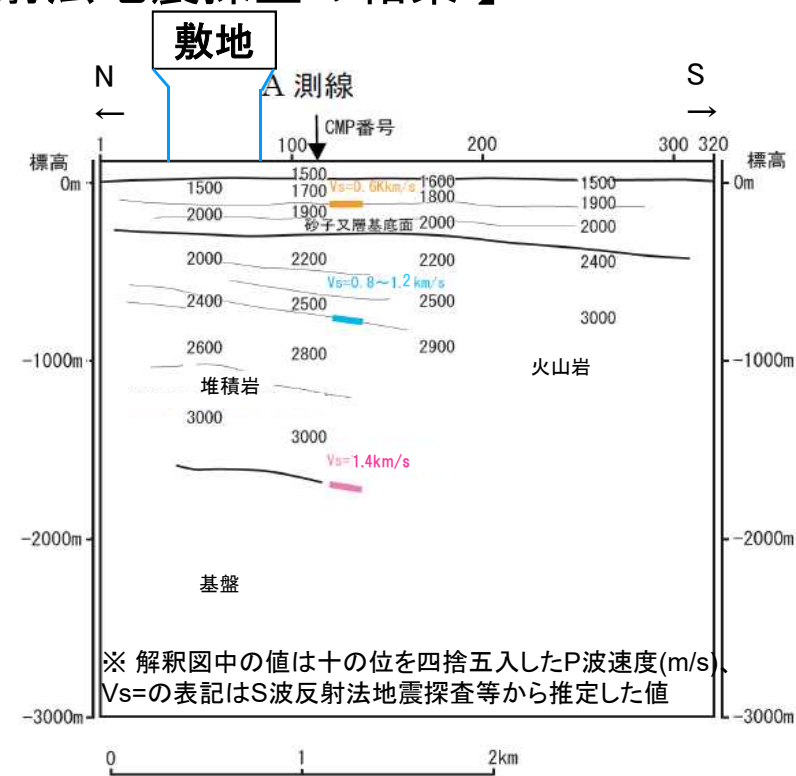 敷地
N
A 測線
S
←
CMP番号
→
1
100
200
300
320
標高
標高
0m
0m
1500
1500
Vs=0.6Kkm/s
1600
1500
1700
1800
2000
1900
1900
砂子又層基底面
2000
2000
2000
2200
2200
2400
Vs=0.8～1.2km/s
2400
2500
2500
3000
2600
2800
2900
-1000m
火山岩
-1000m
堆積岩
3000
3000
Vs=1.4km/s
-2000m
-2000m
基盤
※ 解釈図中の値は十の位を四捨五入したP波速度(m/s)、
Vs=の表記はS波反射法地震探査等から推定した値
-3000m
-3000m
0
1
2km